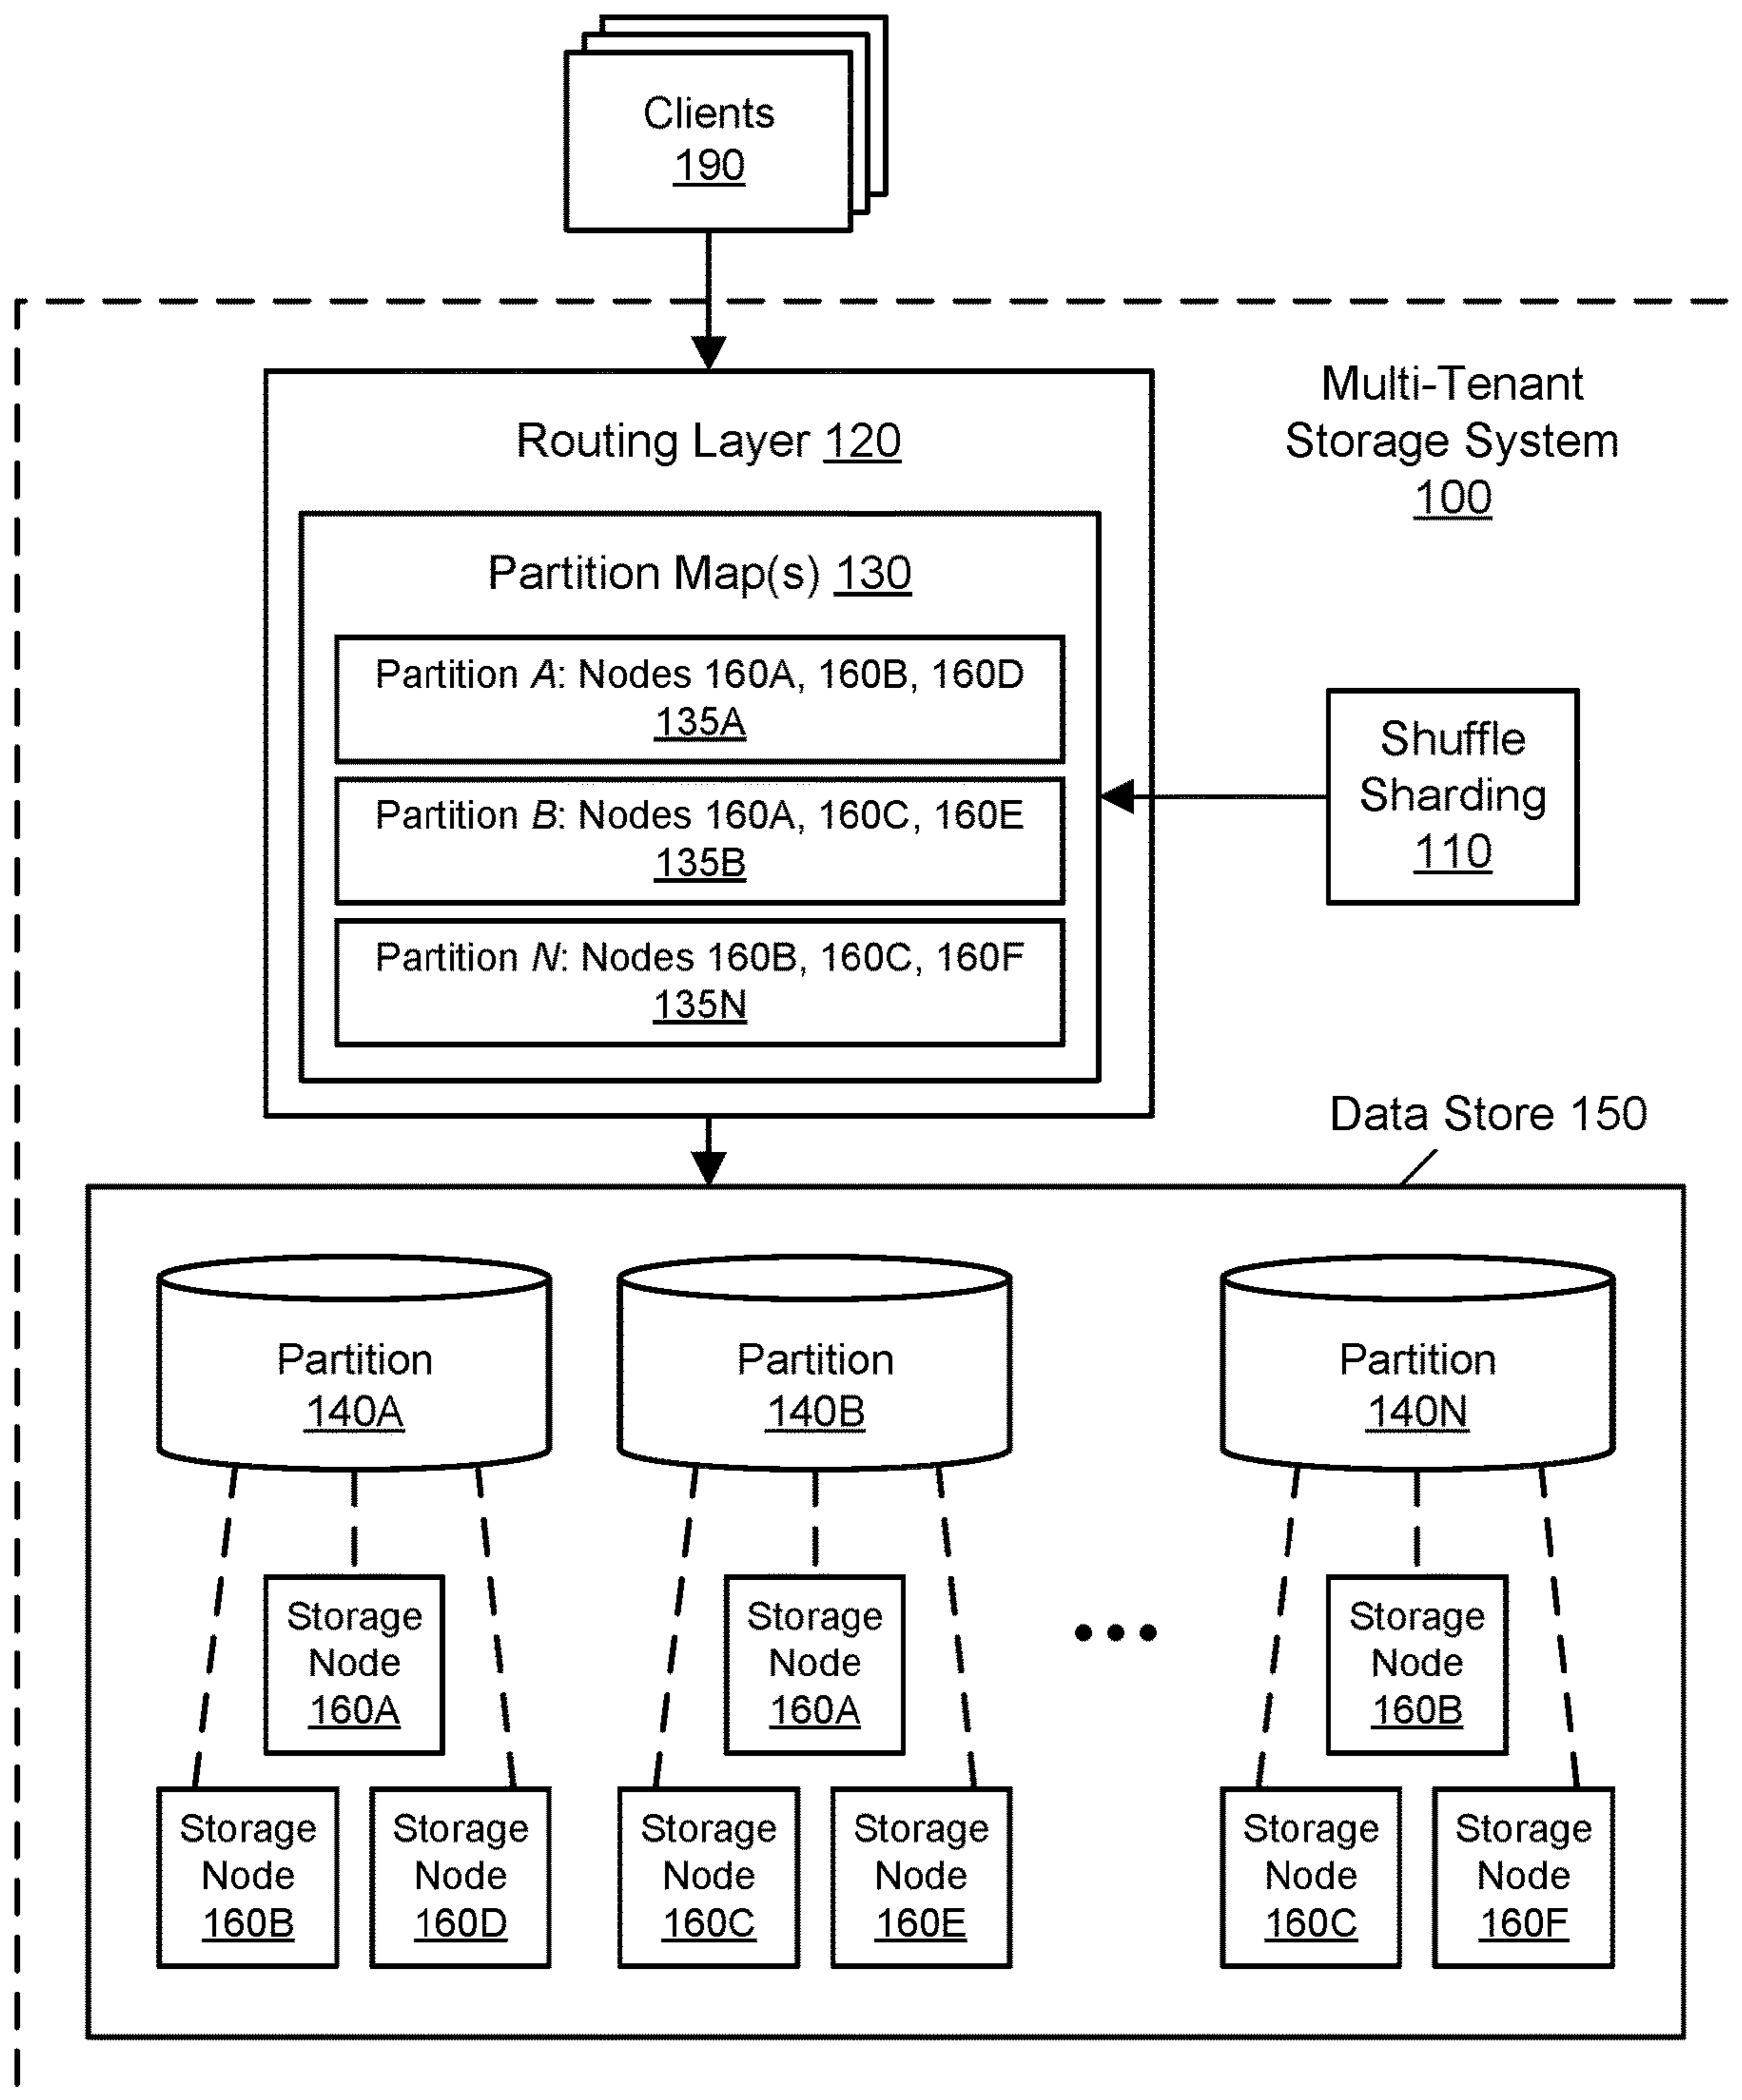 Clients
190
Multi-Tenant
Storage System
100
Routing Layer 120
Partition Map(s) 130
Partition A: Nodes 160A, 160B, 160D
135A
Partition B: Nodes 160A, 160C, 160E
135B
Partition N: Nodes 160B, 160C, 160F
135N
Shuffle
Sharding
110
Data Store 150
Partition
140A
Partition
140B
Partition
140N
Storage
Node
160A
Storage
Node
160A
Storage
Node
160B
Storage
Node
160B
Storage
Node
160D
Storage
Node
160C
Storage
Node
160E
Storage
Node
160C
Storage
Node
160F